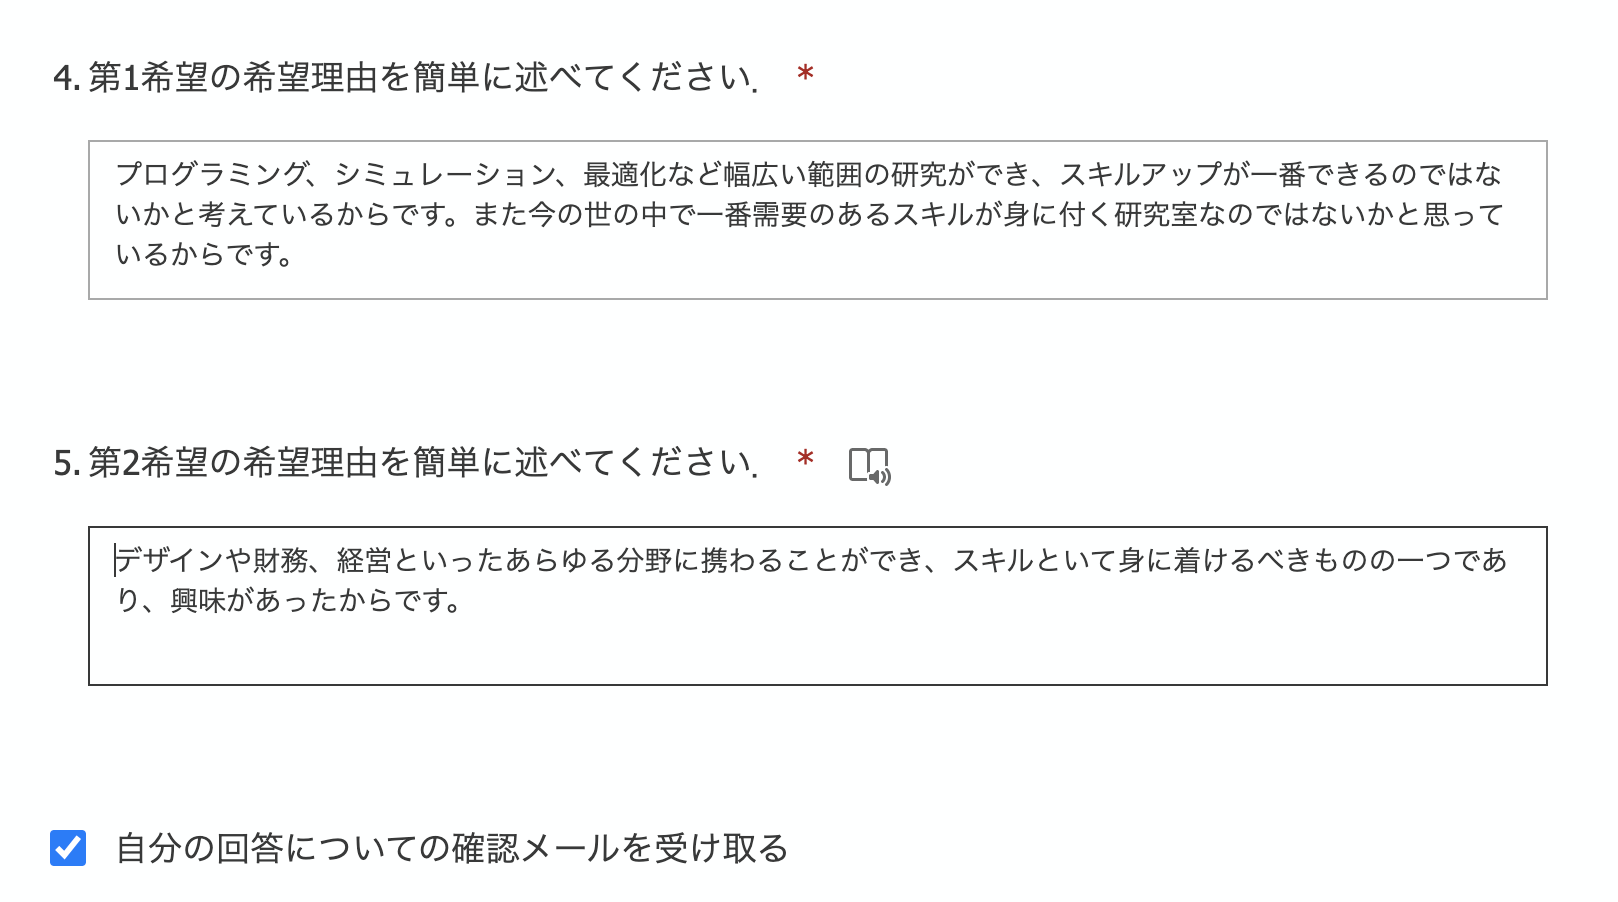 4. 第1希望の希望理由を簡単に述べてください. *
プログラミング、シミュレーション、最適化など幅広い範囲の研究ができ、スキルアップが一番できるのではな
いかと考えているからです。また今の世の中で一番需要のあるスキルが身に付く研究室なのではないかと思って
いるからです。
5. 第2希望の希望理由を簡単に述べてください. *
デザインや財務、経営といったあらゆる分野に携わることができ、スキルといて身に着けるべきものの一つであ
り、興味があったからです。
自分の回答についての確認メールを受け取る